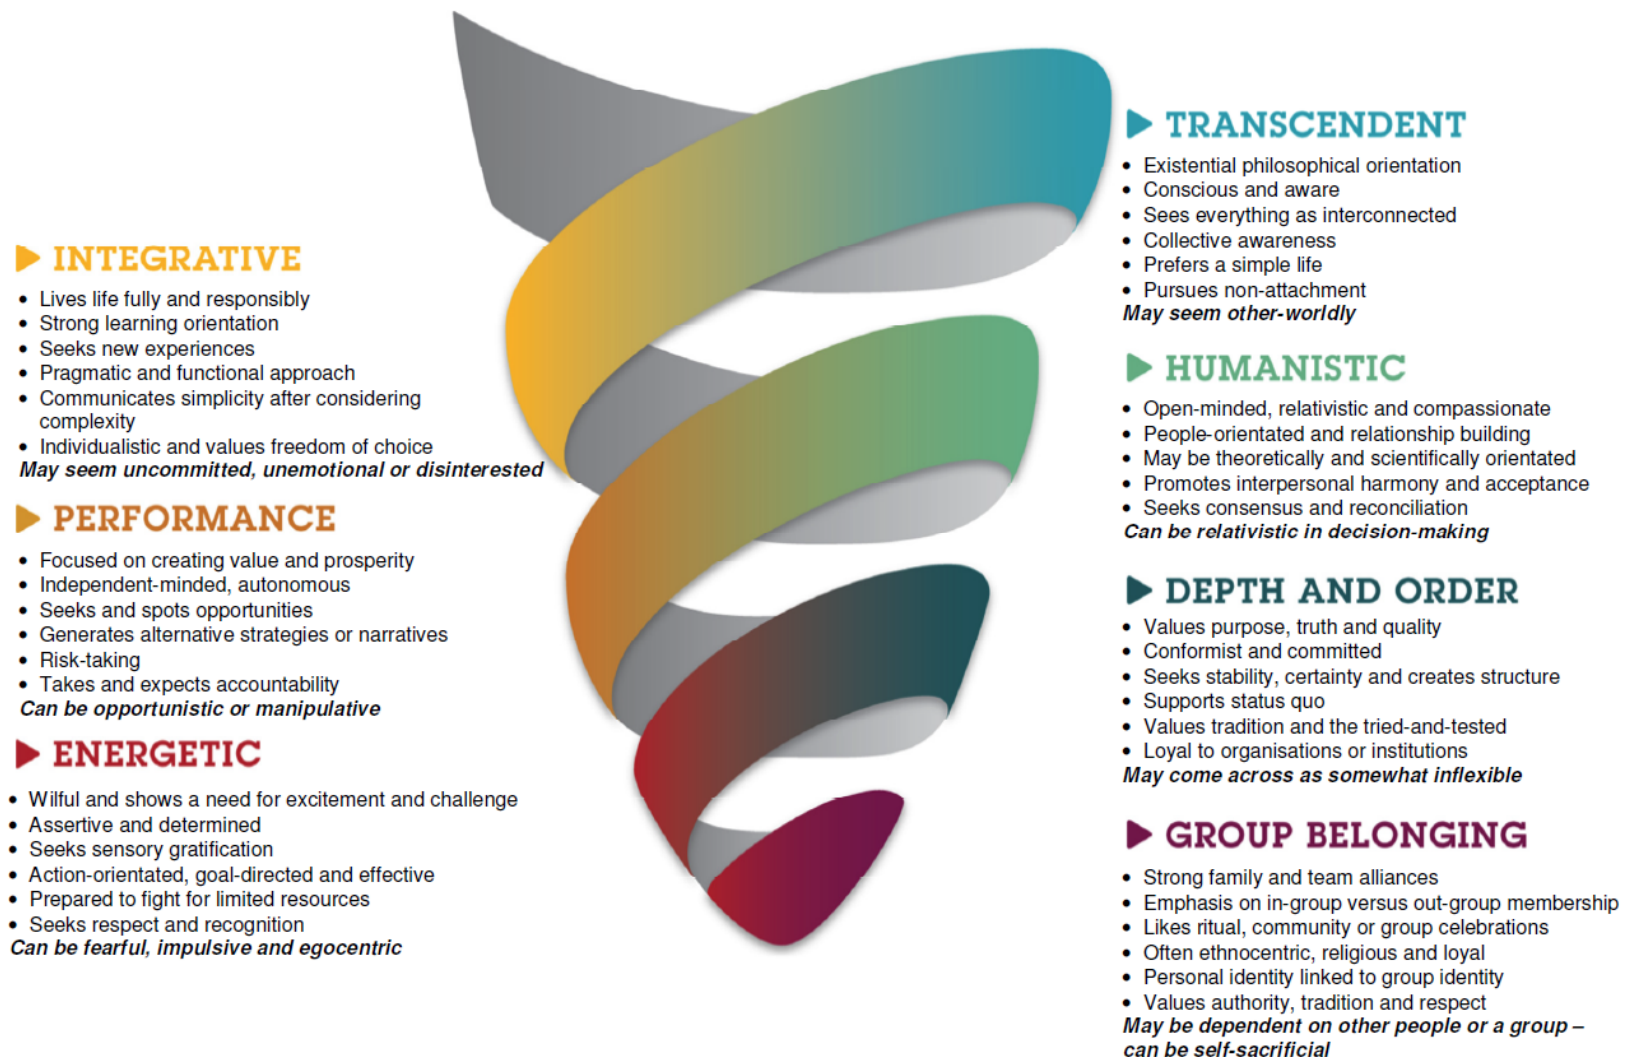 INTEGRATIVE
• Lives life fully and responsibly
• Strong learning orientation
• Seeks new experiences
• Pragmatic and functional approach
• Communicates simplicity after considering
complexity
• Individualistic and values freedom of choice
May seem uncommitted, unemotional or disinterested
PERFORMANCE
• Focused on creating value and prosperity
• Independent-minded, autonomous
• Seeks and spots opportunities
• Generates alternative strategies or narratives
• Risk-taking
• Takes and expects accountability
Can be opportunistic or manipulative
ENERGETIC
• Wilful and shows a need for excitement and challenge
• Assertive and determined
• Seeks sensory gratification
• Action-orientated, goal-directed and effective
• Prepared to fight for limited resources
• Seeks respect and recognition
Can be fearful, impulsive and egocentric
TRANSCENDENT
• Existential philosophical orientation
• Conscious and aware
• Sees everything as interconnected
• Collective awareness
• Prefers a simple life
• Pursues non-attachment
May seem other-worldly
HUMANISTIC
• Open-minded, relativistic and compassionate
• People-orientated and relationship building
• May be theoretically and scientifically orientated
• Promotes interpersonal harmony and acceptance
• Seeks consensus and reconciliation
Can be relativistic in decision-making
DEPTH AND ORDER
• Values purpose, truth and quality
• Conformist and committed
• Seeks stability, certainty and creates structure
• Supports status quo
• Values tradition and the tried-and-tested
• Loyal to organisations or institutions
May come across as somewhat inflexible
GROUP BELONGING
• Strong family and team alliances
• Emphasis on in-group versus out-group membership
• Likes ritual, community or group celebrations
• Often ethnocentric, religious and loyal
• Personal identity linked to group identity
• Values authority, tradition and respect
May be dependent on other people or a group –
can be self-sacrificial